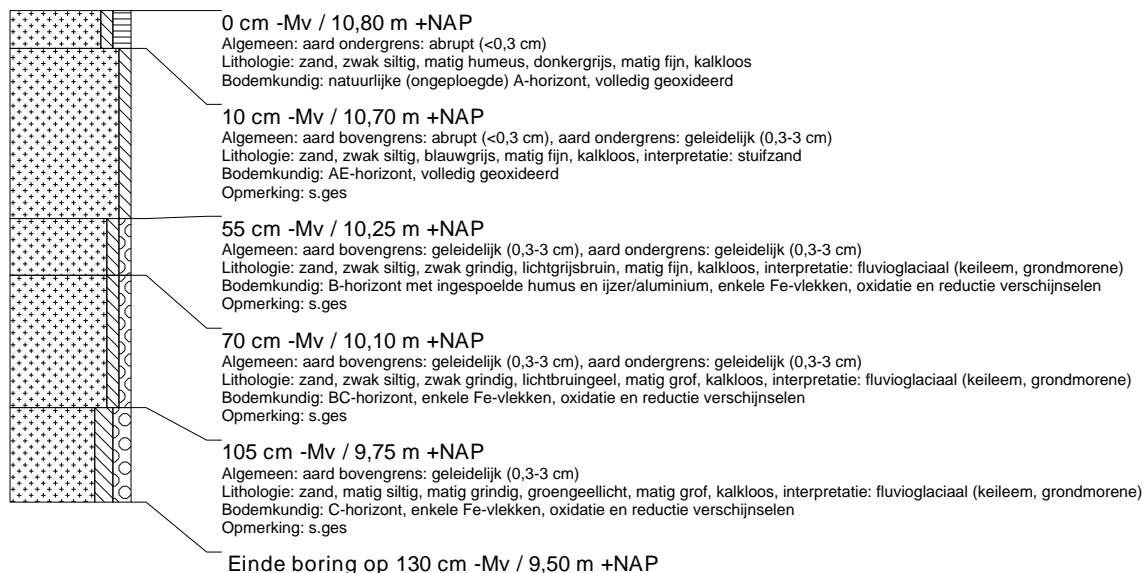 0 cm -Mv / 10,80 m +NAP
Algemeen: aard ondergrens: abrupt (<0,3 cm)
Lithologie: zand, zwak siltig, matig humeus, donkergrijs, matig fijn, kalkloos
Bodemkundig: natuurlijke (ongeploegde) A-horizont, volledig geoxideerd
10 cm -Mv / 10,70 m +NAP
Algemeen: aard bovengrens: abrupt (<0,3 cm), aard ondergrens: geleidelijk (0,3-3 cm)
Lithologie: zand, zwak siltig, blauwgrijs, matig fijn, kalkloos, interpretatie: stuifzand
Bodemkundig: AE-horizont, volledig geoxideerd
Opmerking: s.ges
55 cm -Mv / 10,25 m +NAP
Algemeen: aard bovengrens: geleidelijk (0,3-3 cm), aard ondergrens: geleidelijk (0,3-3 cm)
Lithologie: zand, zwak siltig, zwak grindig, lichtgrijsbruin, matig fijn, kalkloos, interpretatie: fluvioglaciaal (keileem, grondmorene)
Bodemkundig: B-horizont met ingespoelde humus en ijzer/aluminium, enkele Fe-vlekken, oxidatie en reductie verschijnselen
Opmerking: s.ges
70 cm -Mv / 10,10 m +NAP
Algemeen: aard bovengrens: geleidelijk (0,3-3 cm), aard ondergrens: geleidelijk (0,3-3 cm)
Lithologie: zand, zwak siltig, zwak grindig, lichtbruingeel, matig grof, kalkloos, interpretatie: fluvioglaciaal (keileem, grondmorene)
Bodemkundig: BC-horizont, enkele Fe-vlekken, oxidatie en reductie verschijnselen
Opmerking: s.ges
105 cm -Mv / 9,75 m +NAP
Algemeen: aard bovengrens: geleidelijk (0,3-3 cm)
Lithologie: zand, matig siltig, matig grindig, groengeellicht, matig grof, kalkloos, interpretatie: fluvioglaciaal (keileem, grondmorene)
Bodemkundig: C-horizont, enkele Fe-vlekken, oxidatie en reductie verschijnselen
Opmerking: s.ges
Einde boring op 130 cm -Mv / 9,50 m +NAP